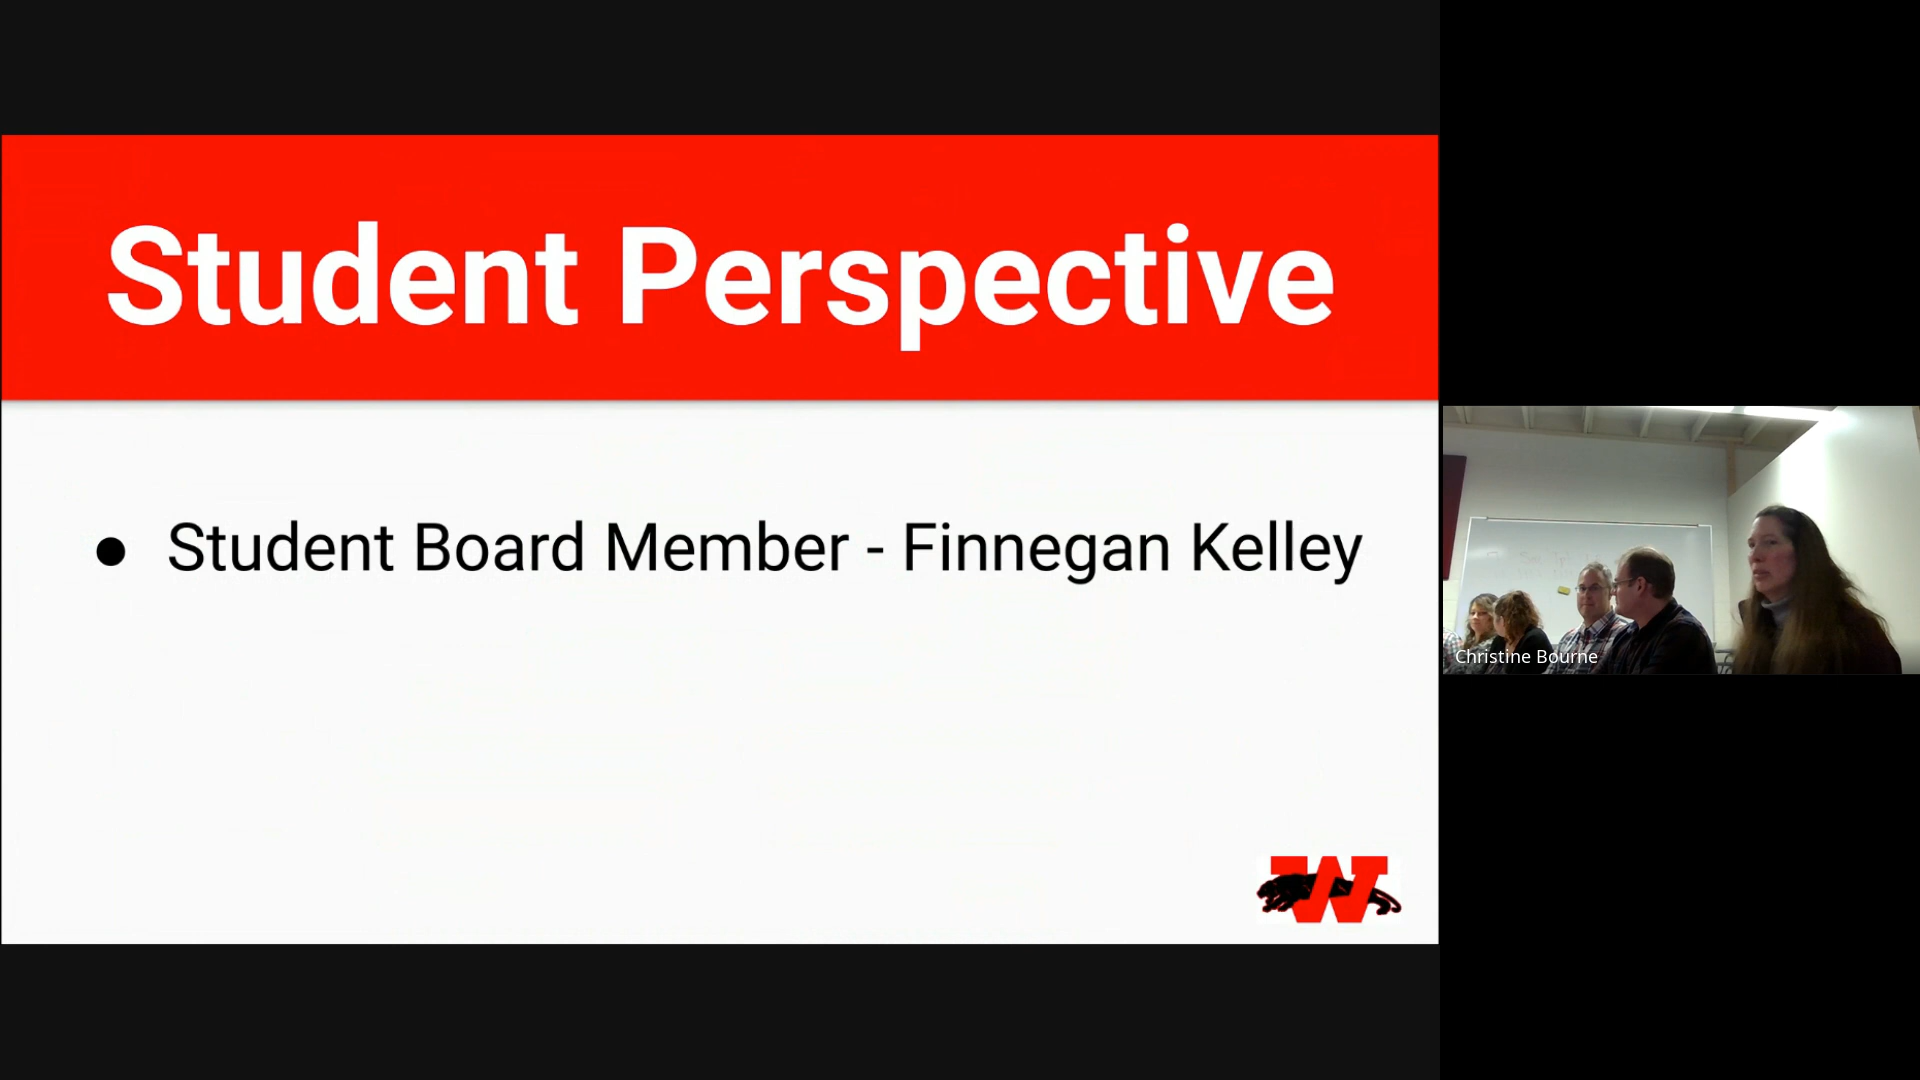 Student Perspective
● Student Board Member - Finnegan Kelley
W
Christine Bourne